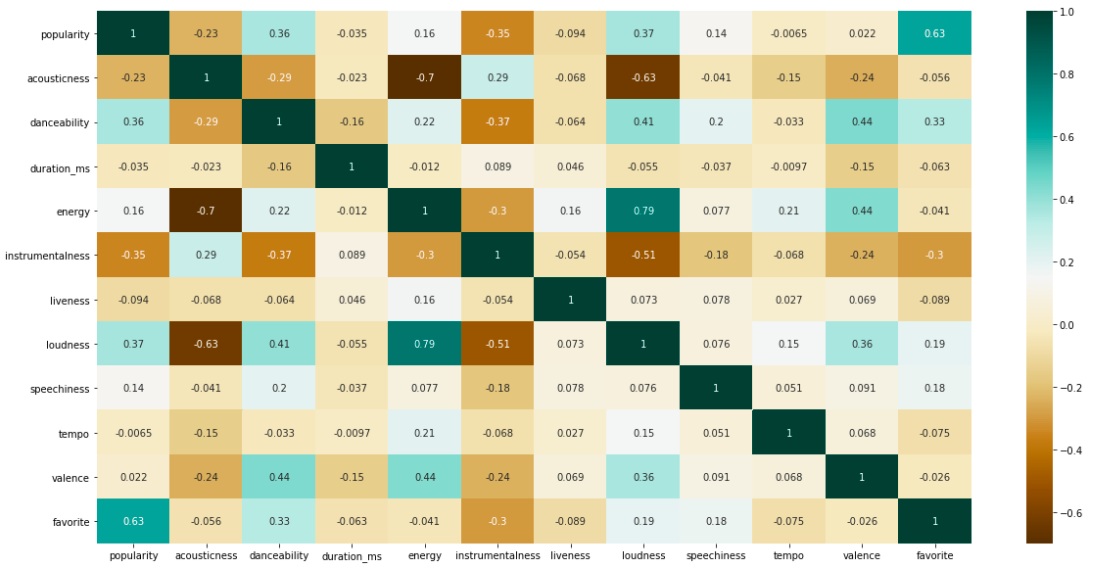 popularity 1 -0.23 0.36 -0.035 0.16 -0.35 -0.094 0.37 0.14 -0.0065 0.022 0.63
acousticness -0.23 1 -0.29 -0.023 -0.7 0.29 -0.068 -0.63 -0.041 -0.15 -0.24 -0.056
danceability 0.36 -0.29 1 -0.16 0.22 -0.37 -0.064 0.41 0.2 -0.033 0.44 0.33
duration_ms -0.035 -0.023 -0.16 1 -0.012 0.089 0.046 -0.055 -0.037 -0.0097 -0.15 -0.063
energy 0.16 -0.7 0.22 -0.012 1 -0.3 0.16 0.79 0.077 0.21 0.44 -0.041
instrumentalness -0.35 0.29 -0.37 0.089 -0.3 1 -0.054 -0.51 -0.18 -0.068 -0.24 -0.3
liveness -0.094 -0.068 -0.064 0.046 0.16 -0.054 1 0.073 0.078 0.027 0.069 -0.089
loudness 0.37 -0.63 0.41 -0.055 0.79 -0.51 0.073 1 0.076 0.15 0.36 0.19
speechiness 0.14 -0.041 0.2 -0.037 0.077 -0.18 0.078 0.076 1 0.051 0.091 0.18
tempo -0.0065 -0.15 -0.033 -0.0097 0.21 -0.068 0.027 0.15 0.051 1 0.068 -0.075
valence 0.022 -0.24 0.44 -0.15 0.44 -0.24 0.069 0.36 0.091 0.068 1 -0.026
favorite 0.63 -0.056 0.33 -0.063 -0.041 -0.3 -0.089 0.19 0.18 -0.075 -0.026 1
popularity acousticness danceability duration_ms energy instrumentalness liveness loudness speechiness tempo valence favorite
1.0
0.8
0.6
0.4
0.2
0.0
−0.2
−0.4
−0.6